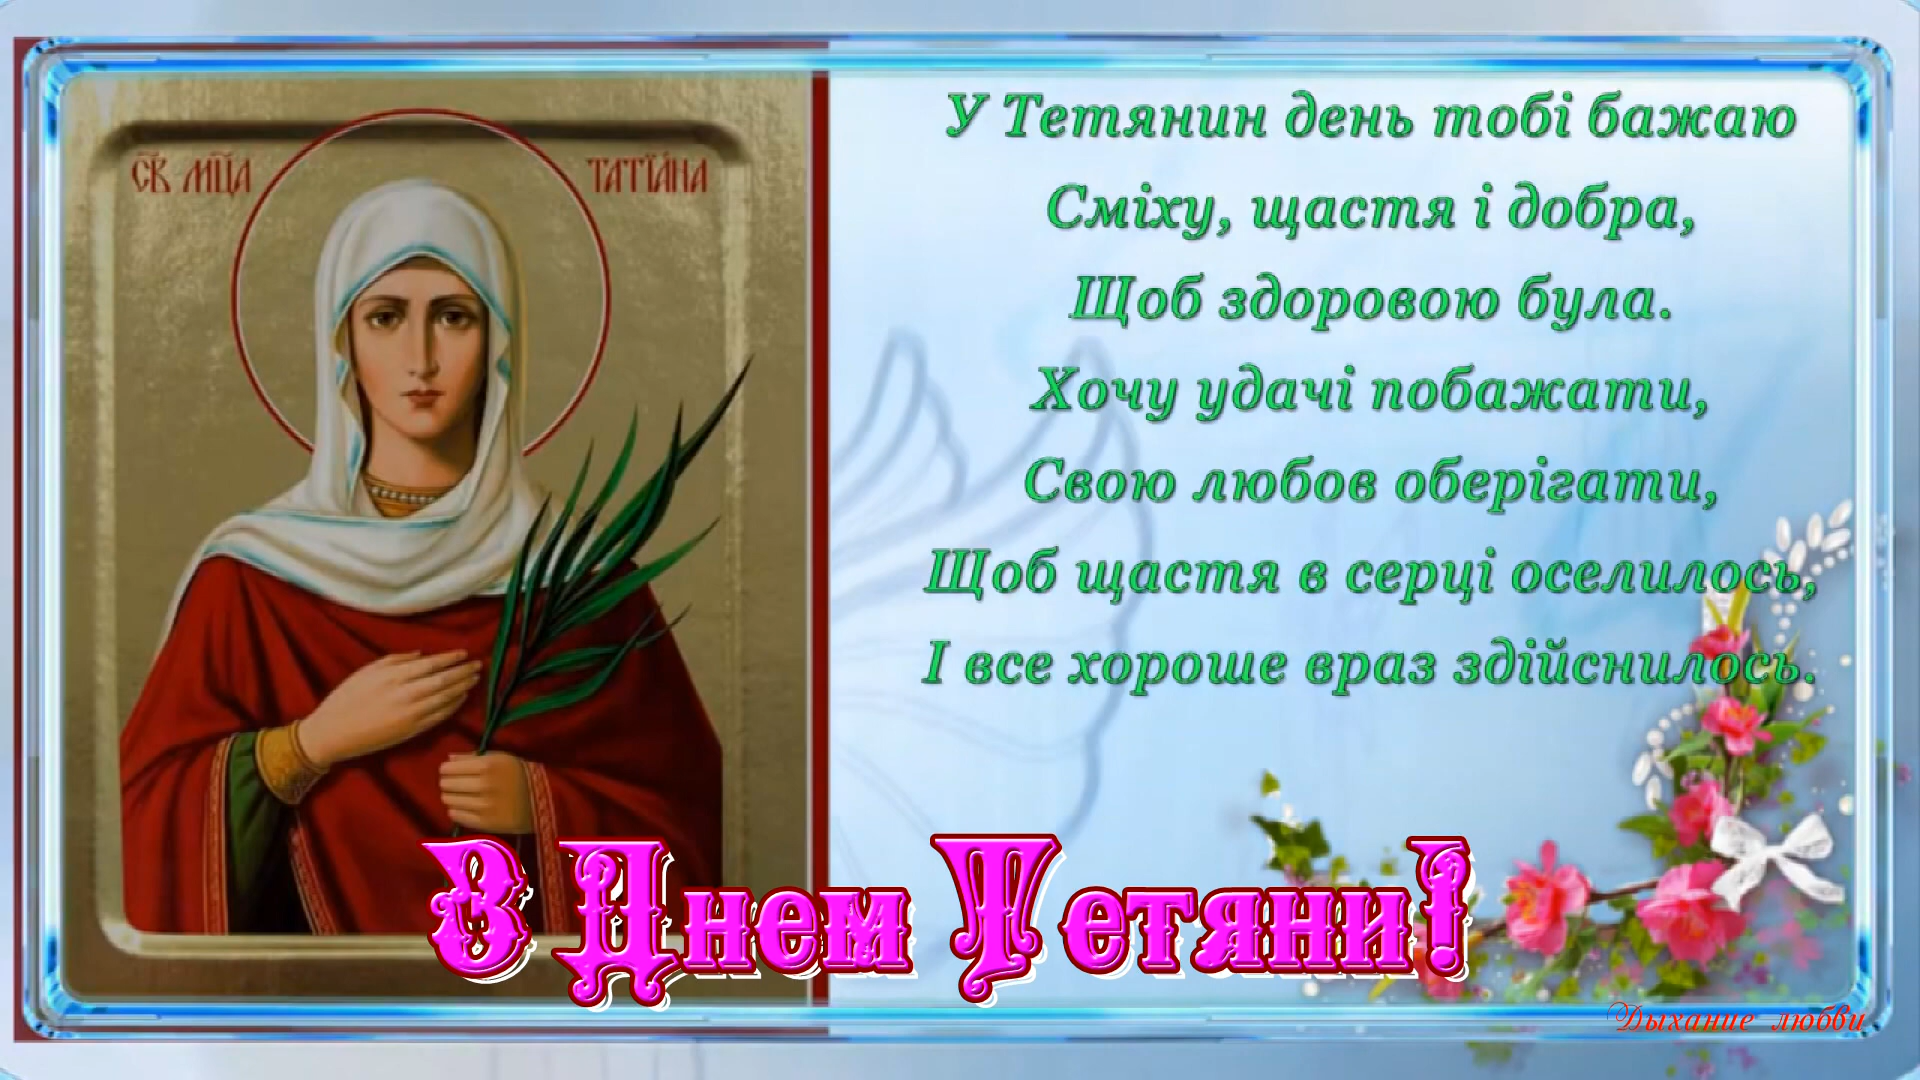 СВ МЦА ТАТІАНА
У Тетянин день тобі бажаю
Сміху, щастя і добра,
Щоб здоровою була.
Хочу удачі побажати,
Свою любов оберігати,
Щоб щастя в серці оселилось,
І все хороше враз здійснилось.
З Днем Тетяни!
Дыхание любви